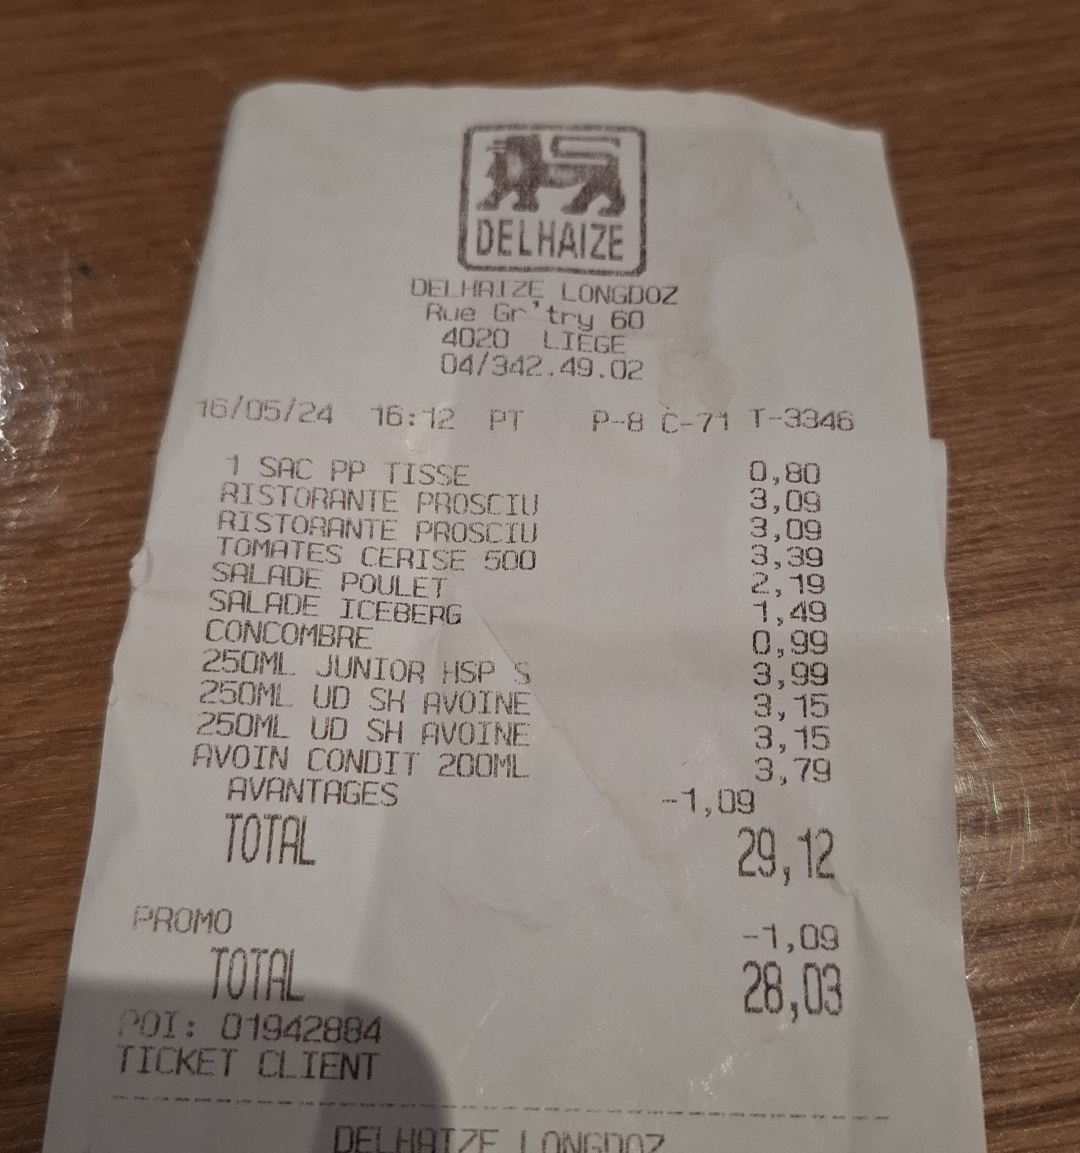 DELHAIZE
DELHAIZE LONGDOZ
Rue Gr'try 60
4020 LIEGE
04/342.49.02
16/05/24 16:12 PT P-8 C-71 T-3346
1 SAC PP TISSE 0,80
RISTORANTE PROSCIU 3,09
RISTORANTE PROSCIU 3,09
TOMATES CERISE 500 3,39
SALADE POULET 2,19
SALADE ICEBERG 1,49
CONCOMBRE 0,99
250ML JUNIOR HSP S 3,99
250ML UD SH AVOINE 3,15
250ML UD SH AVOINE 3,15
AVOIN CONDIT 200ML 3,79
AVANTAGES -1,09
TOTAL 29,12
PROMO -1,09
TOTAL 28,03
POI: 01942884
TICKET CLIENT
DELHAIZE LONGDOZ